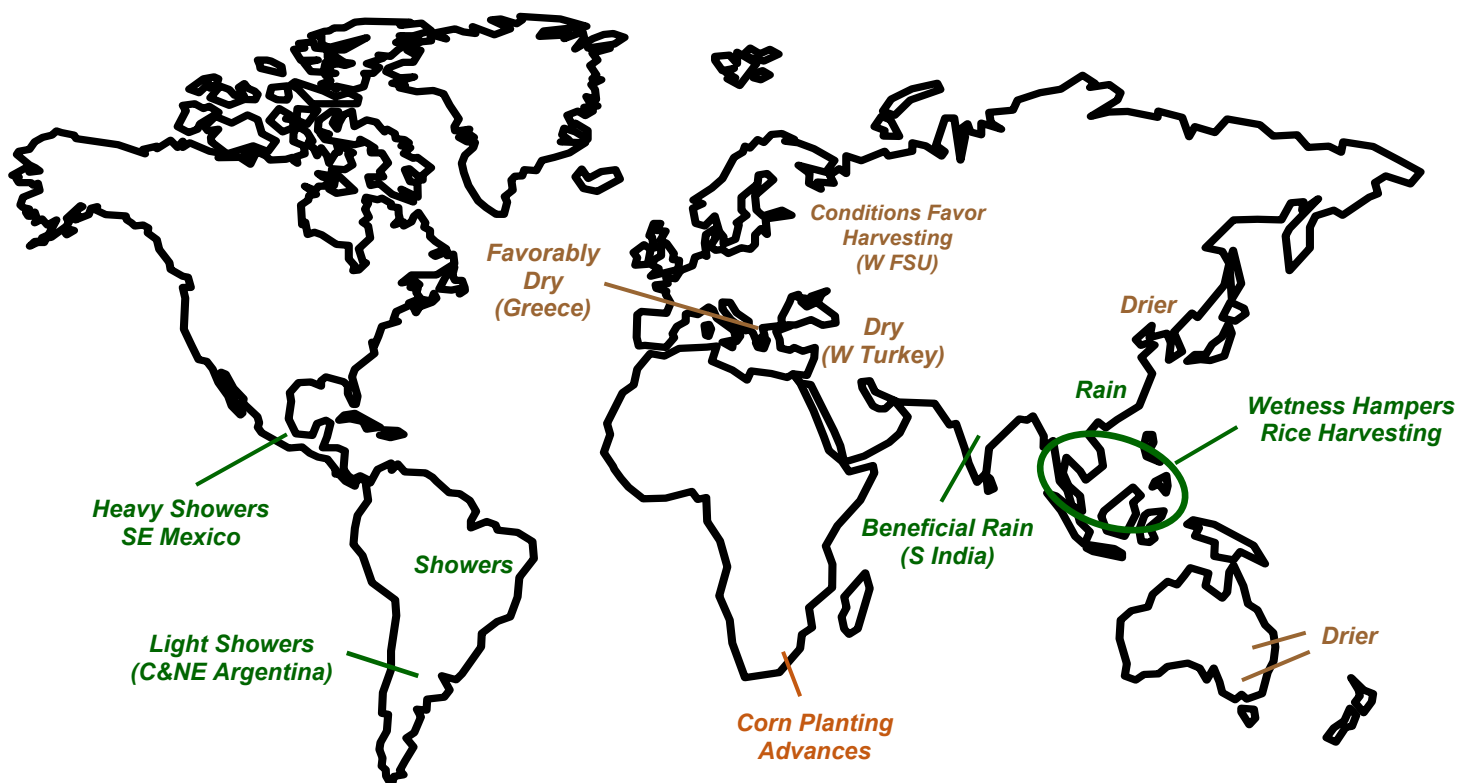 Conditions Favor
Harvesting
(W FSU)
Favorably
Dry
(Greece)
Drier
Dry
(W Turkey)
Rain
Wetness Hampers
Rice Harvesting
Heavy Showers
SE Mexico
Beneficial Rain
(S India)
Showers
Light Showers
(C&NE Argentina)
Drier
Corn Planting
Advances